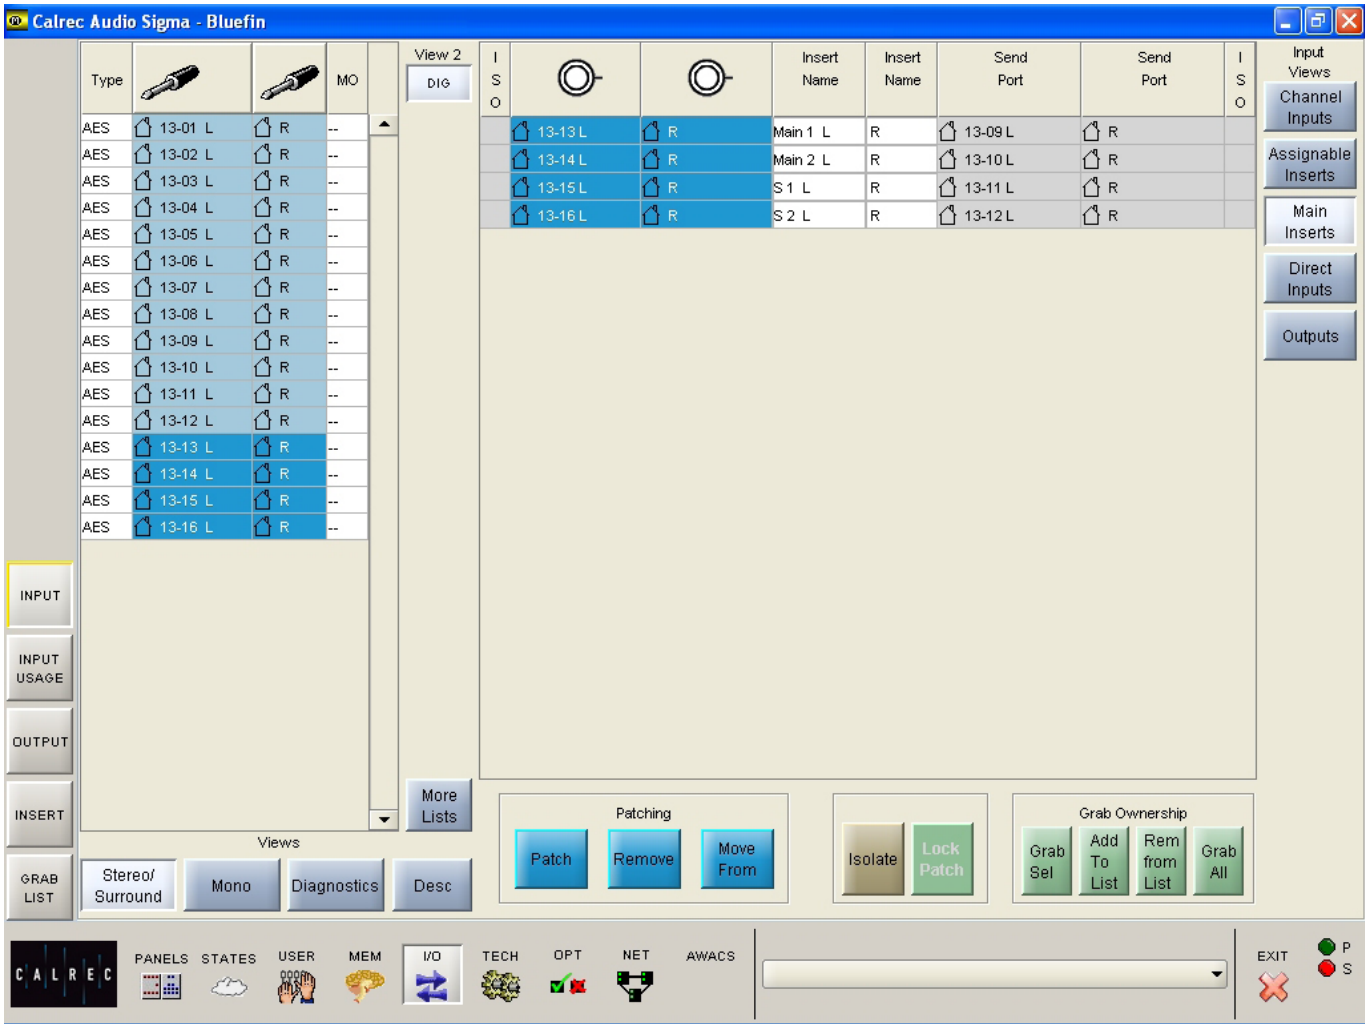 Calrec Audio Sigma - Bluefin
Type
MO
AES 13-01 L R --
AES 13-02 L R --
AES 13-03 L R --
AES 13-04 L R --
AES 13-05 L R --
AES 13-06 L R --
AES 13-07 L R --
AES 13-08 L R --
AES 13-09 L R --
AES 13-10 L R --
AES 13-11 L R --
AES 13-12 L R --
AES 13-13 L R --
AES 13-14 L R --
AES 13-15 L R --
AES 13-16 L R --
View 2
DIG
I
S
O
Insert
Name
Insert
Name
Send
Port
Send
Port
I
S
O
13-13 L R Main 1 L R 13-09 L R
13-14 L R Main 2 L R 13-10 L R
13-15 L R S 1 L R 13-11 L R
13-16 L R S 2 L R 13-12 L R
Input
Views
Channel
Inputs
Assignable
Inserts
Main
Inserts
Direct
Inputs
Outputs
INPUT
INPUT
USAGE
OUTPUT
INSERT
GRAB
LIST
More
Lists
Views
Stereo/
Surround
Mono
Diagnostics
Desc
Patching
Patch
Remove
Move
From
Isolate
Lock
Patch
Grab Ownership
Grab
Sel
Add
To
List
Rem
from
List
Grab
All
CALREC
PANELS
STATES
USER
MEM
I/O
TECH
OPT
NET
AWACS
EXIT
P
S